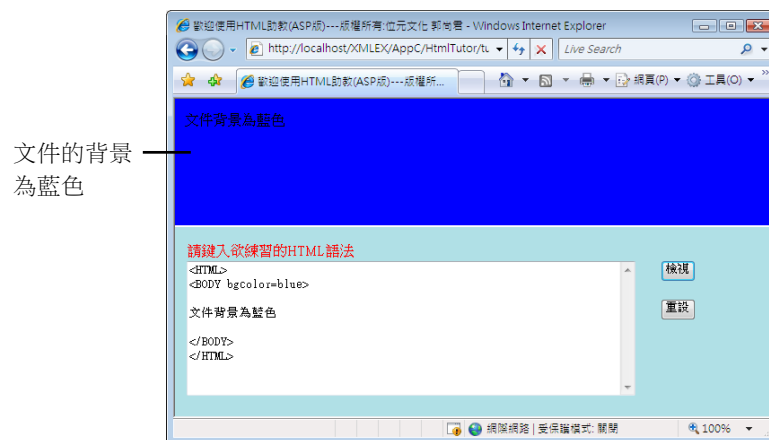 歡迎使用HTML助教(ASP版)---版權所有:位元文化 郭尚君 - Windows Internet Explorer
http://localhost/XMLEX/AppC/HtmlTutor/tu
Live Search
歡迎使用HTML助教(ASP版)---版權所...
網頁(P)
工具(O)
文件背景為藍色
文件的背景
為藍色
請鍵入欲練習的HTML語法
<HTML>
<BODY bgcolor=blue>
文件背景為藍色
</BODY>
</HTML>
檢視
重設
網際網路 | 受保護模式: 關閉
100%